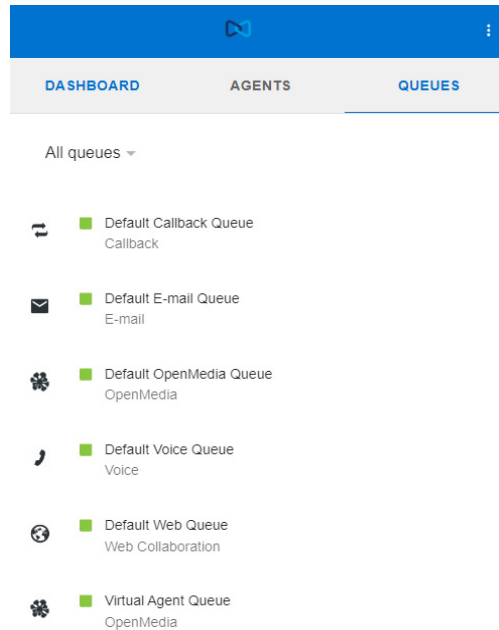 DASHBOARD AGENTS QUEUES
All queues
Default Callback Queue
Callback
Default E-mail Queue
E-mail
Default OpenMedia Queue
OpenMedia
Default Voice Queue
Voice
Default Web Queue
Web Collaboration
Virtual Agent Queue
OpenMedia